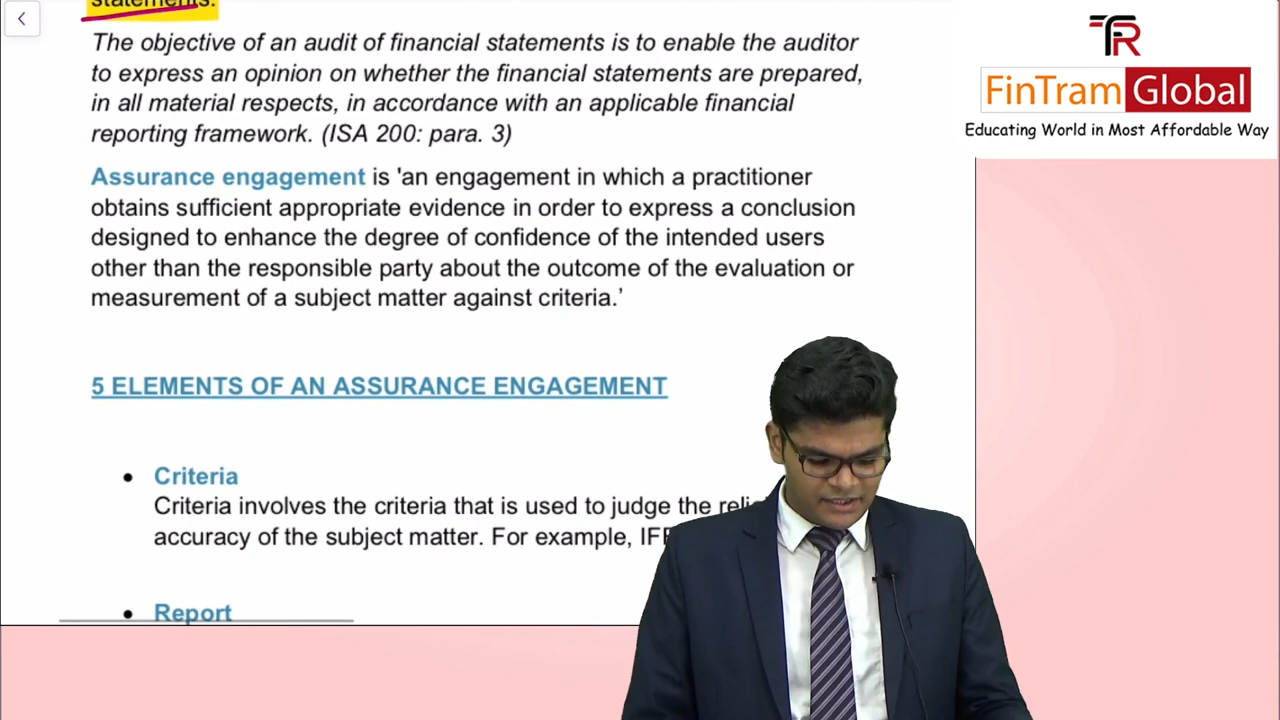 statements.
The objective of an audit of financial statements is to enable the auditor
to express an opinion on whether the financial statements are prepared,
in all material respects, in accordance with an applicable financial
reporting framework. (ISA 200: para. 3)
Assurance engagement is 'an engagement in which a practitioner
obtains sufficient appropriate evidence in order to express a conclusion
designed to enhance the degree of confidence of the intended users
other than the responsible party about the outcome of the evaluation or
measurement of a subject matter against criteria.’
5 ELEMENTS OF AN ASSURANCE ENGAGEMENT
• Criteria
Criteria involves the criteria that is used to judge the
accuracy of the subject matter. For example,
• Report
TFR
FinTram Global
Educating World in Most Affordable Way